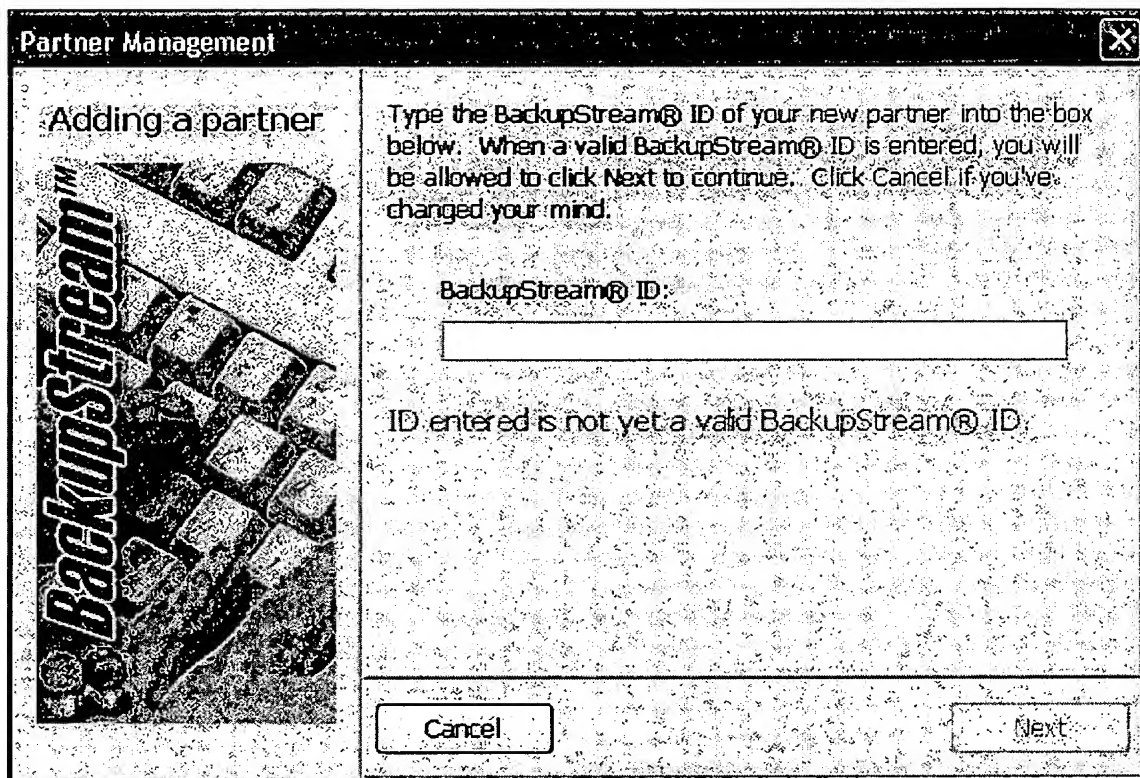 Partner Management
Adding a partner
BackupStream™
Type the BackupStream® ID of your new partner into the box
below. When a valid BackupStream® ID is entered, you will
be allowed to click Next to continue. Click Cancel if you've
changed your mind.
BackupStream® ID:
ID entered is not yet a valid BackupStream® ID.
Cancel
Next